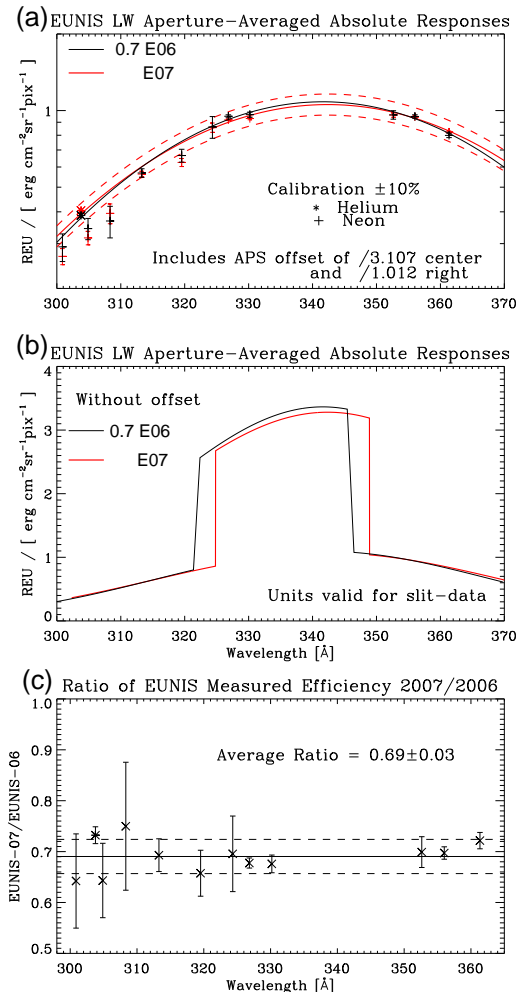 (a)
EUNIS LW Aperture-Averaged Absolute Responses
0.7 E06
E07
1
REU / [ erg cm⁻²sr⁻¹pix⁻¹ ]
Calibration ±10%
* Helium
+ Neon
Includes APS offset of /3.107 center
and /1.012 right
300 310 320 330 340 350 360 370
(b)
EUNIS LW Aperture-Averaged Absolute Responses
4
3
2
1
0
REU / [ erg cm⁻²sr⁻¹pix⁻¹ ]
Without offset
0.7 E06
E07
Units valid for slit-data
300 310 320 330 340 350 360 370
Wavelength [Å]
(c)
Ratio of EUNIS Measured Efficiency 2007/2006
1.0
0.9
0.8
0.7
0.6
0.5
EUNIS-07/EUNIS-06
Average Ratio = 0.69±0.03
300 310 320 330 340 350 360
Wavelength [Å]